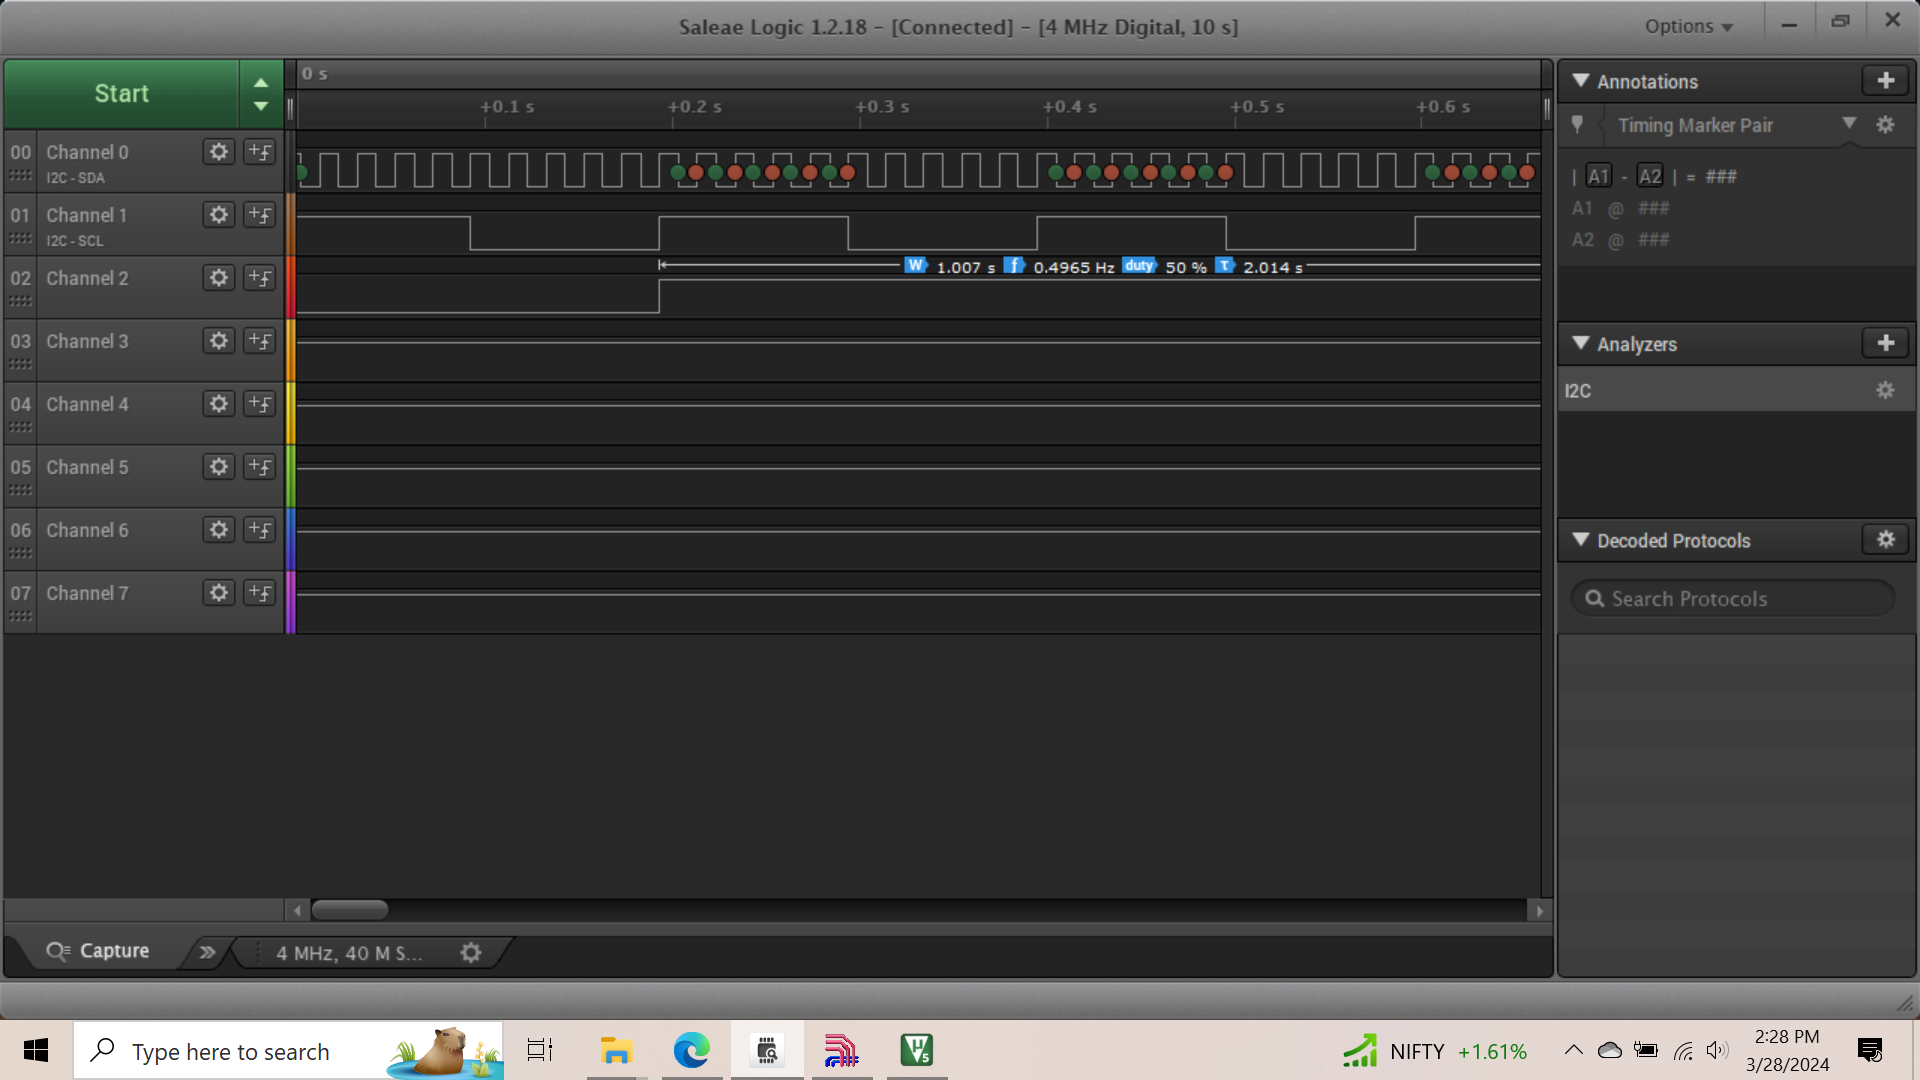 Saleae Logic 1.2.18 - [Connected] - [4 MHz Digital, 10 s]
Options
Start
0 s
+0.1 s +0.2 s +0.3 s +0.4 s +0.5 s +0.6 s
00 Channel 0
I2C - SDA
01 Channel 1
I2C - SCL
W 1.007 s f 0.4965 Hz duty 50 % τ 2.014 s
02 Channel 2
03 Channel 3
04 Channel 4
05 Channel 5
06 Channel 6
07 Channel 7
Annotations
Timing Marker Pair
| A1 - A2 | = ###
A1 @ ###
A2 @ ###
Analyzers
I2C
Decoded Protocols
Search Protocols
Capture
4 MHz, 40 M S...
Type here to search
5
NIFTY +1.61%
2:28 PM
3/28/2024